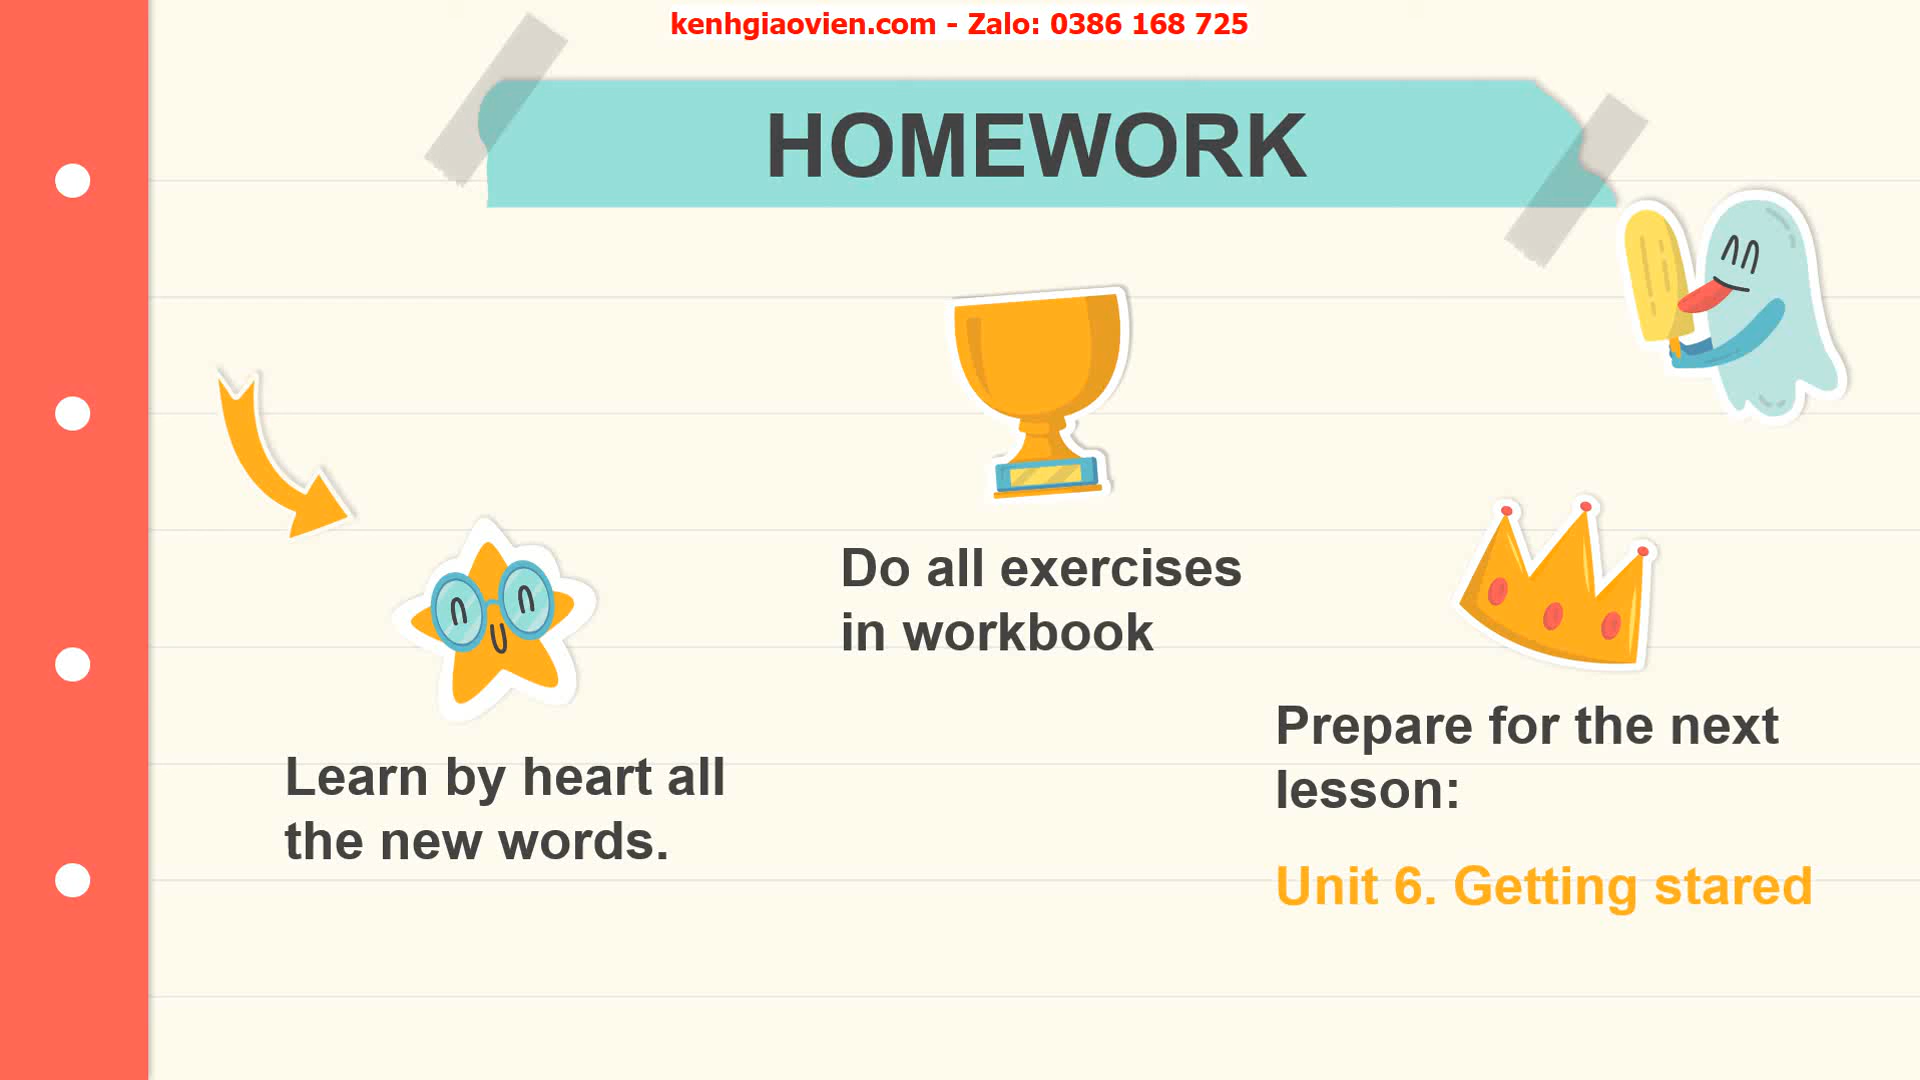 kenhgiaovien.com - Zalo: 0386 168 725
HOMEWORK
Learn by heart all
the new words.
Do all exercises
in workbook
Prepare for the next
lesson:
Unit 6. Getting stared